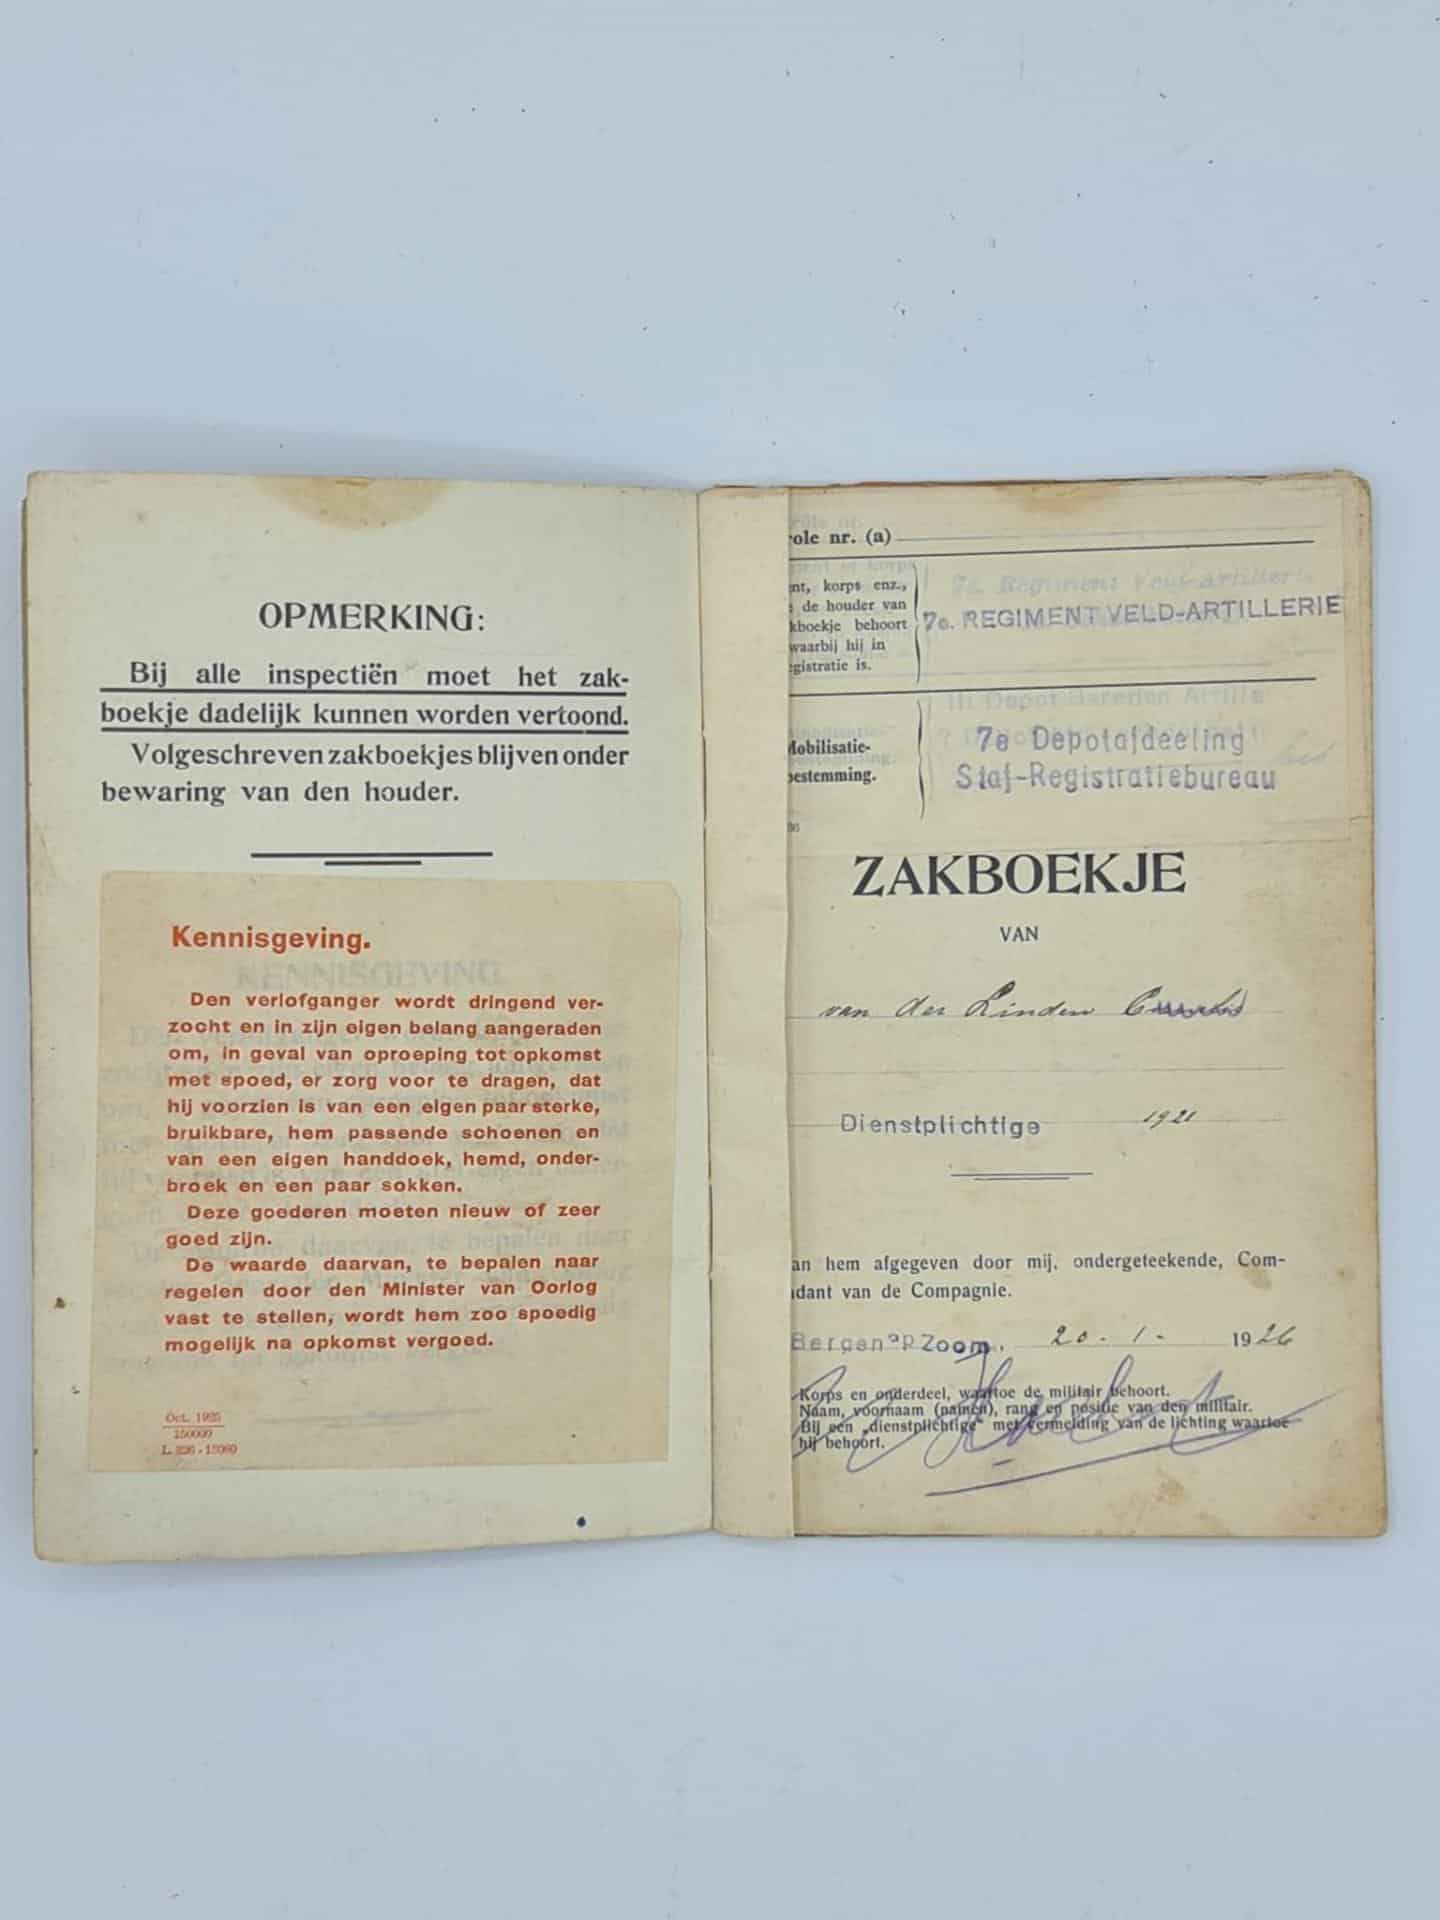 OPMERKING:
Bij alle inspectiën moet het zak-
boekje dadelijk kunnen worden vertoond.
Volgeschreven zakboekjes blijven onder
bewaring van den houder.
KENNISGEVING
Kennisgeving.
Den verlofganger wordt dringend ver-
zocht en in zijn eigen belang aangeraden
om, in geval van oproeping tot opkomst
met spoed, er zorg voor te dragen, dat
hij voorzien is van een eigen paar sterke,
bruikbare, hem passende schoenen en
van een eigen handdoek, hemd, onder-
broek en een paar sokken.
Deze goederen moeten nieuw of zeer
goed zijn.
De waarde daarvan, te bepalen naar
regelen door den Minister van Oorlog
vast te stellen, wordt hem zoo spoedig
mogelijk na opkomst vergoed.
Oct. 1925
150000
role nr. (a)
nt, korps enz.,
de houder van
kboekje behoort
waarbij hij in
gistratie is.
7e. Regiment Veld-Artillerie
7e. REGIMENT VELD-ARTILLERIE
Mobilisatie-
bestemming.
7e Depotafdeeling
Staf-Registratiebureau
ZAKBOEKJE
VAN
van der Linden
Dienstplichtige 1921
an hem afgegeven door mij, ondergeteekende, Com-
dant van de Compagnie.
Bergen op Zoom, 20 - 1 - 1926
Korps en onderdeel, waartoe de militair behoort.
Naam, voornaam (namen), rang en positie van den militair.
Bij een „dienstplichtige" met vermelding van de lichting waartoe
hij behoort.